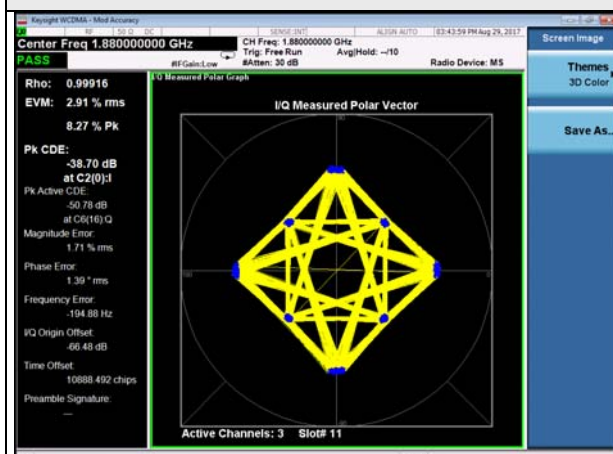 Keysight WCDMA - Mod Accuracy
RF 50 Ω DC SENSE:INT ALIGN AUTO 03:43:59 PM Aug 29, 2017
Center Freq 1.880000000 GHz
CH Freq: 1.880000000 GHz
Trig: Free Run Avg|Hold: --/10
PASS
#IFGain:Low #Atten: 30 dB Radio Device: MS
Screen Image
Themes
3D Color
Save As..
Rho: 0.99916
EVM: 2.91 % rms
8.27 % Pk
Pk CDE:
-38.70 dB
at C2(0):I
Pk Active CDE:
-50.78 dB
at C6(16):Q
Magnitude Error:
1.71 % rms
Phase Error:
1.39 ° rms
Frequency Error:
-194.88 Hz
I/Q Origin Offset:
-66.48 dB
Time Offset:
10888.492 chips
Preamble Signature:
---
I/Q Measured Polar Graph
I/Q Measured Polar Vector
90
180
0
-90
Active Channels: 3 Slot# 11